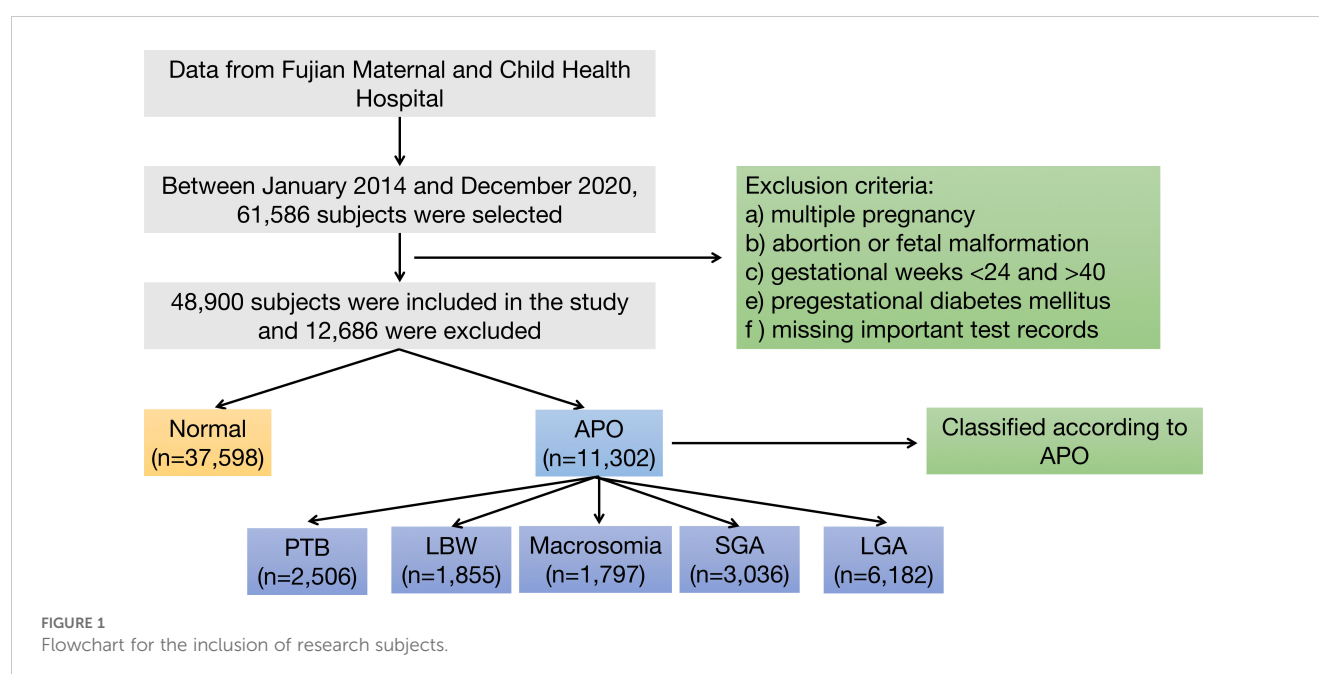 Data from Fujian Maternal and Child Health
Hospital
Between January 2014 and December 2020,
61,586 subjects were selected
Exclusion criteria:
a) multiple pregnancy
b) abortion or fetal malformation
c) gestational weeks <24 and >40
e) pregestational diabetes mellitus
f ) missing important test records
48,900 subjects were included in the study
and 12,686 were excluded
Normal
(n=37,598)
APO
(n=11,302)
Classified according to
APO
PTB
(n=2,506)
LBW
(n=1,855)
Macrosomia
(n=1,797)
SGA
(n=3,036)
LGA
(n=6,182)
FIGURE 1
Flowchart for the inclusion of research subjects.